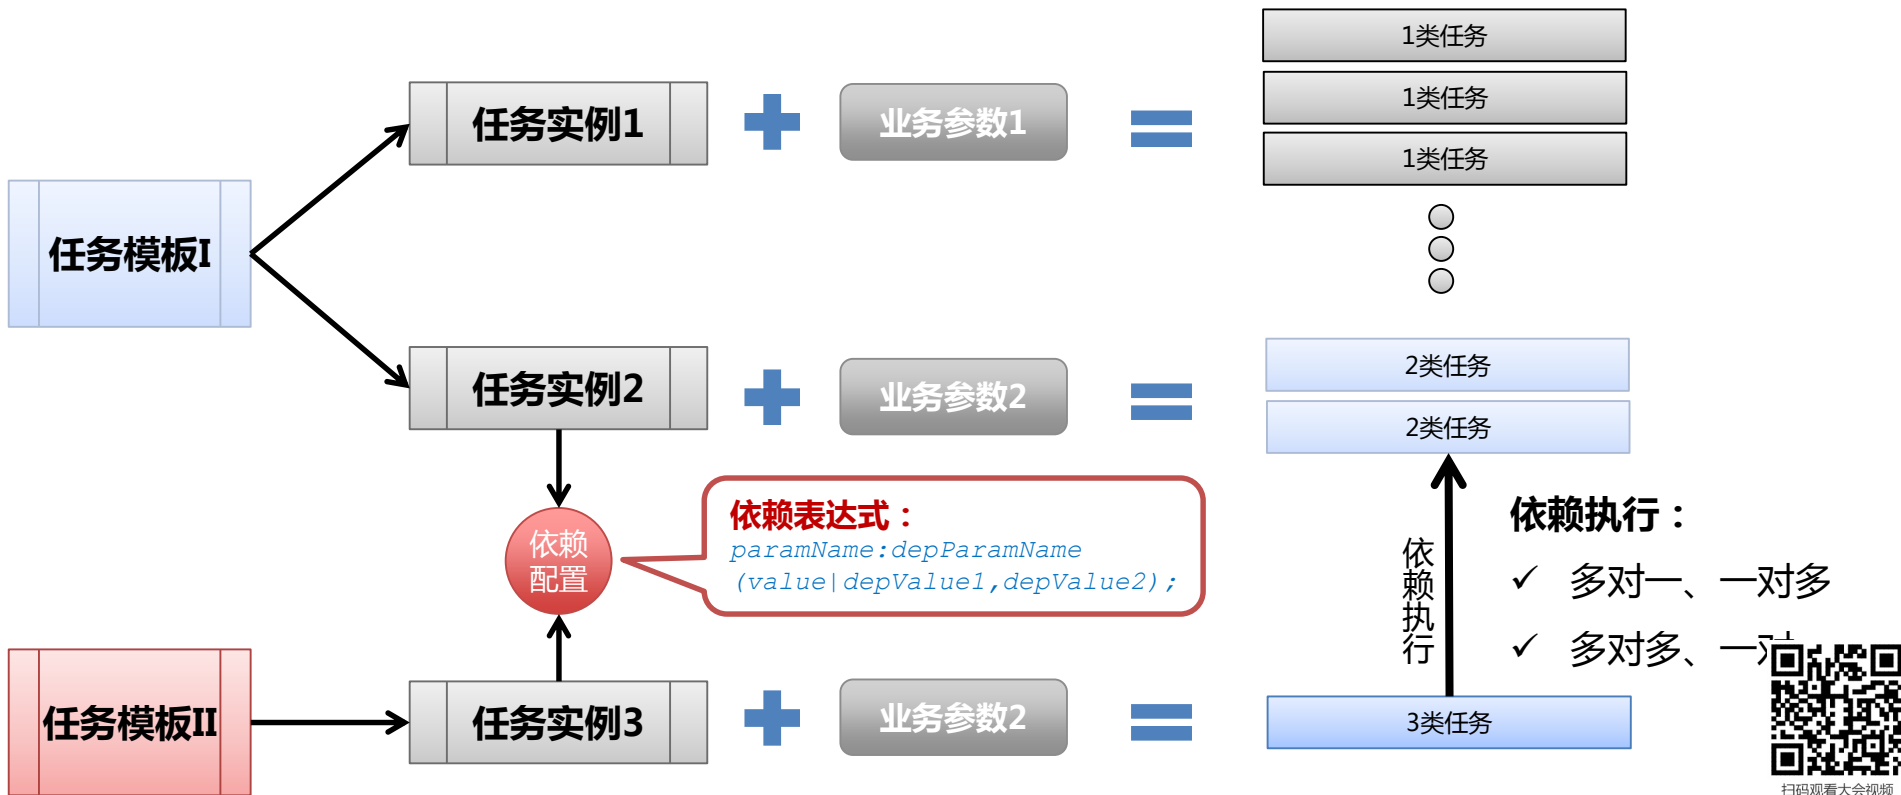 1类任务
1类任务
1类任务
任务实例1
业务参数1
任务模板I
任务实例2
业务参数2
2类任务
2类任务
依赖
配置
依赖表达式：
paramName:depParamName
(value|depValue1,depValue2);
依赖执行
依赖执行：
✓ 多对一、一对多
✓ 多对多、一对
任务模板II
任务实例3
业务参数2
3类任务
扫码观看大会视频